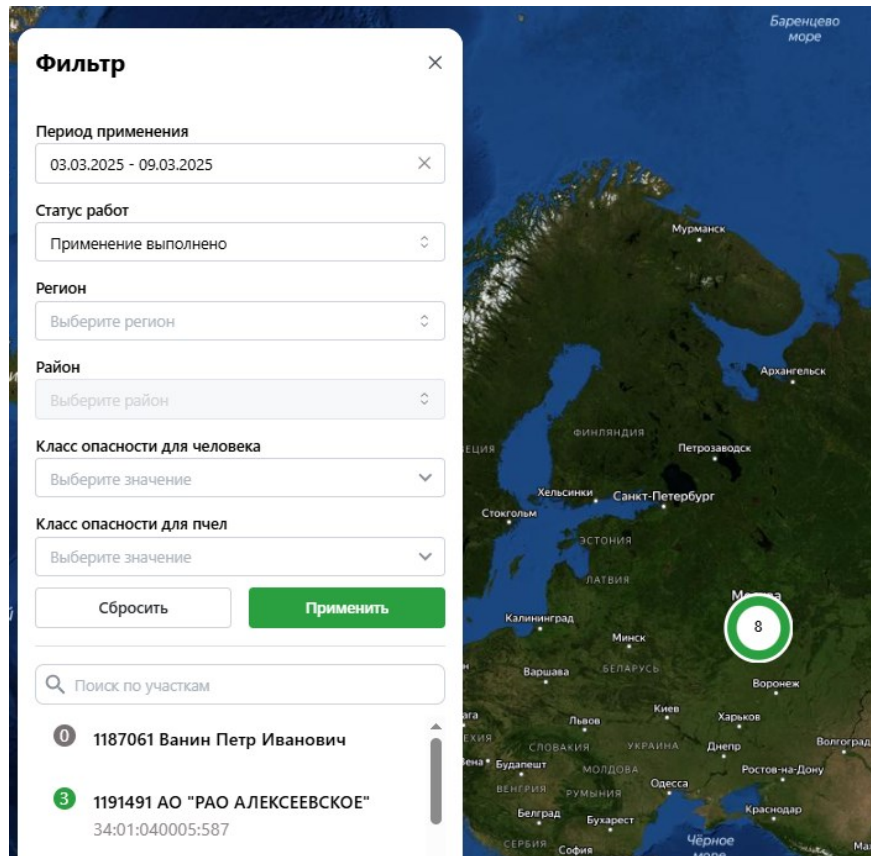 Фильтр
Период применения
03.03.2025 - 09.03.2025
Статус работ
Применение выполнено
Регион
Выберите регион
Район
Выберите район
Класс опасности для человека
Выберите значение
Класс опасности для пчел
Выберите значение
Сбросить
Применить
Поиск по участкам
0
1187061 Ванин Петр Иванович
3
1191491 АО "РАО АЛЕКСЕЕВСКОЕ"
34:01:040005:587
Баренцево
море
Мурманск
Архангельск
ФИНЛЯНДИЯ
Петрозаводск
Хельсинки
Санкт-Петербург
Стокгольм
ЭСТОНИЯ
ЛАТВИЯ
8
Калининград
Минск
Варшава
БЕЛАРУСЬ
Воронеж
Киев
Львов
Харьков
СЛОВАКИЯ
УКРАИНА
Днепр
Волгоград
Будапешт
МОЛДОВА
Ростов-на-Дону
ВЕНГРИЯ
РУМЫНИЯ
Одесса
Белград
Бухарест
Краснодар
СЕРБИЯ
София
Чёрное
море